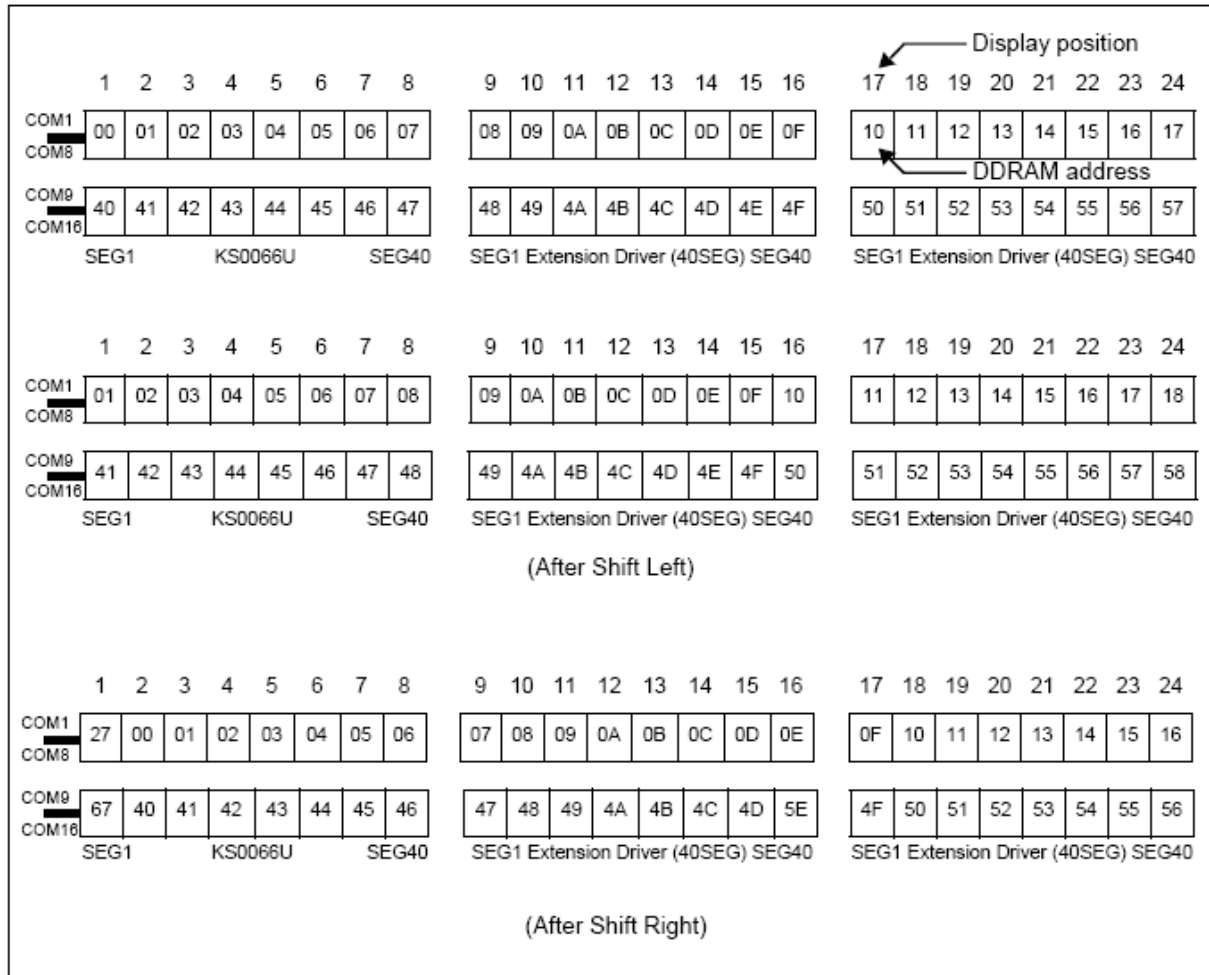 Display position
1 2 3 4 5 6 7 8 9 10 11 12 13 14 15 16 17 18 19 20 21 22 23 24
COM1
COM8
00 01 02 03 04 05 06 07 08 09 0A 0B 0C 0D 0E 0F 10 11 12 13 14 15 16 17
DDRAM address
COM9
COM16
40 41 42 43 44 45 46 47 48 49 4A 4B 4C 4D 4E 4F 50 51 52 53 54 55 56 57
SEG1 KS0066U SEG40 SEG1 Extension Driver (40SEG) SEG40 SEG1 Extension Driver (40SEG) SEG40
1 2 3 4 5 6 7 8 9 10 11 12 13 14 15 16 17 18 19 20 21 22 23 24
COM1
COM8
01 02 03 04 05 06 07 08 09 0A 0B 0C 0D 0E 0F 10 11 12 13 14 15 16 17 18
COM9
COM16
41 42 43 44 45 46 47 48 49 4A 4B 4C 4D 4E 4F 50 51 52 53 54 55 56 57 58
SEG1 KS0066U SEG40 SEG1 Extension Driver (40SEG) SEG40 SEG1 Extension Driver (40SEG) SEG40
(After Shift Left)
1 2 3 4 5 6 7 8 9 10 11 12 13 14 15 16 17 18 19 20 21 22 23 24
COM1
COM8
27 00 01 02 03 04 05 06 07 08 09 0A 0B 0C 0D 0E 0F 10 11 12 13 14 15 16
COM9
COM16
67 40 41 42 43 44 45 46 47 48 49 4A 4B 4C 4D 5E 4F 50 51 52 53 54 55 56
SEG1 KS0066U SEG40 SEG1 Extension Driver (40SEG) SEG40 SEG1 Extension Driver (40SEG) SEG40
(After Shift Right)